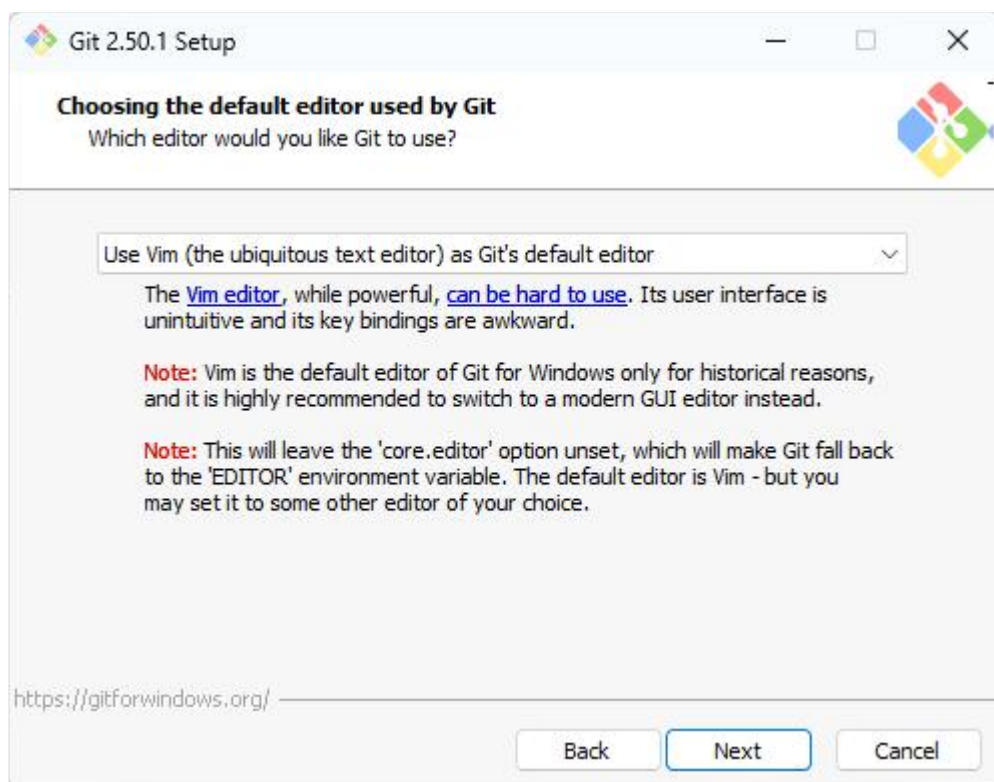 Git 2.50.1 Setup
Choosing the default editor used by Git
Which editor would you like Git to use?
Use Vim (the ubiquitous text editor) as Git's default editor
The Vim editor, while powerful, can be hard to use. Its user interface is
unintuitive and its key bindings are awkward.
Note: Vim is the default editor of Git for Windows only for historical reasons,
and it is highly recommended to switch to a modern GUI editor instead.
Note: This will leave the 'core.editor' option unset, which will make Git fall back
to the 'EDITOR' environment variable. The default editor is Vim - but you
may set it to some other editor of your choice.
https://gitforwindows.org/
Back Next Cancel